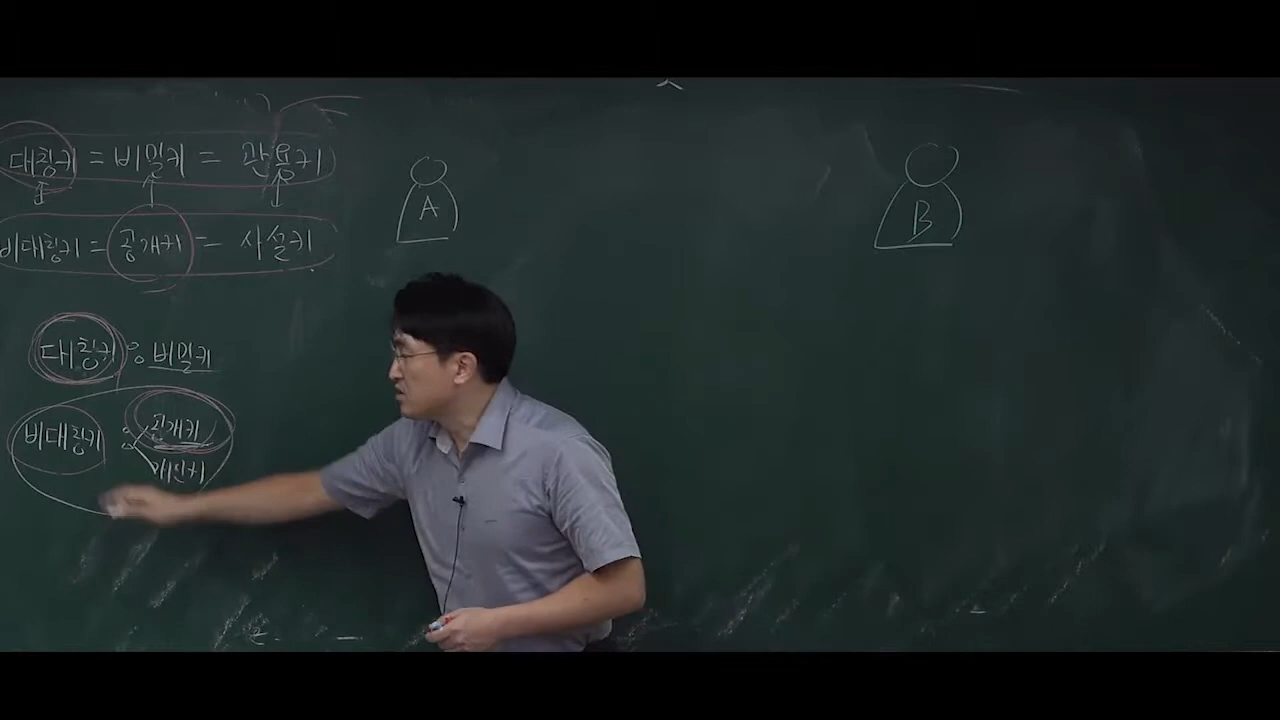 대칭키 = 비밀키 = 관용키
비대칭키 = 공개키 = 사설키
A
B
대칭키 : 비밀키
비대칭키 : 공개키
개인키